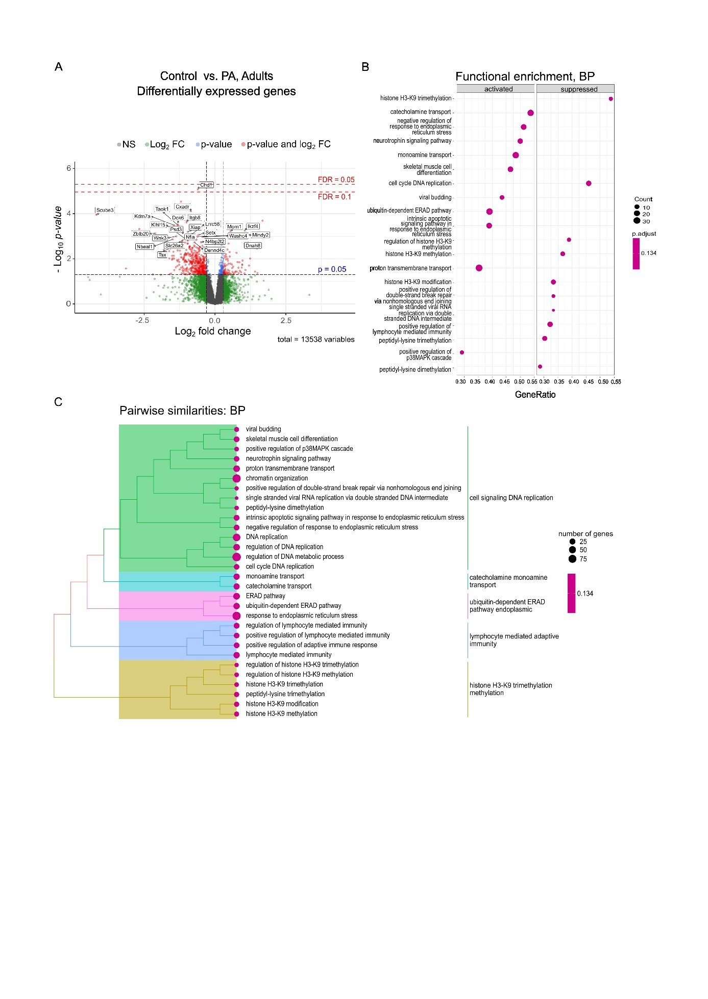 A
Control vs. PA, Adults
Differentially expressed genes
NS
Log2 FC
p-value
p-value and log2 FC
6
4
2
0
- Log10 p-value
FDR = 0.05
FDR = 0.1
p = 0.05
Chd1
Scube3
Taok1
Cxadr
Kdm7a
Dok6
Itgb8
Klhl15
Psd3
Xiap
Lrrc58
Morn1
Ikzf4
Zbtb20
Wnk3
Nfia
Setx
Washc4
Mindy2
Nbeal1
Slc26a2
N4bp2l2
Dnah8
Tsx
Dennd4c
-2.5
0.0
2.5
Log2 fold change
total = 13538 variables
B
Functional enrichment, BP
activated
suppressed
histone H3-K9 trimethylation
catecholamine transport
negative regulation of
response to endoplasmic
reticulum stress
neurotrophin signaling pathway
monoamine transport
skeletal muscle cell
differentiation
cell cycle DNA replication
viral budding
ubiquitin-dependent ERAD pathway
intrinsic apoptotic
signaling pathway in
response to endoplasmic
reticulum stress
regulation of histone H3-K9
methylation
histone H3-K9 methylation
proton transmembrane transport
histone H3-K9 modification
positive regulation of
double-strand break repair
via nonhomologous end joining
single stranded viral RNA
replication via double
stranded DNA intermediate
positive regulation of
lymphocyte mediated immunity
peptidyl-lysine trimethylation
positive regulation of
p38MAPK cascade
peptidyl-lysine dimethylation
0.30 0.35 0.40 0.45 0.50 0.55 0.30 0.35 0.40 0.45 0.50 0.55
GeneRatio
Count
10
20
30
p.adjust
0.134
C
Pairwise similarities: BP
viral budding
skeletal muscle cell differentiation
positive regulation of p38MAPK cascade
neurotrophin signaling pathway
proton transmembrane transport
chromatin organization
positive regulation of double-strand break repair via nonhomologous end joining
single stranded viral RNA replication via double stranded DNA intermediate
peptidyl-lysine dimethylation
intrinsic apoptotic signaling pathway in response to endoplasmic reticulum stress
negative regulation of response to endoplasmic reticulum stress
DNA replication
regulation of DNA replication
regulation of DNA metabolic process
cell cycle DNA replication
monoamine transport
catecholamine transport
ERAD pathway
ubiquitin-dependent ERAD pathway
response to endoplasmic reticulum stress
regulation of lymphocyte mediated immunity
positive regulation of lymphocyte mediated immunity
positive regulation of adaptive immune response
lymphocyte mediated immunity
regulation of histone H3-K9 trimethylation
regulation of histone H3-K9 methylation
histone H3-K9 trimethylation
peptidyl-lysine trimethylation
histone H3-K9 modification
histone H3-K9 methylation
cell signaling DNA replication
catecholamine monoamine
transport
ubiquitin-dependent ERAD
pathway endoplasmic
lymphocyte mediated adaptive
immunity
histone H3-K9 trimethylation
methylation
number of genes
25
50
75
0.134